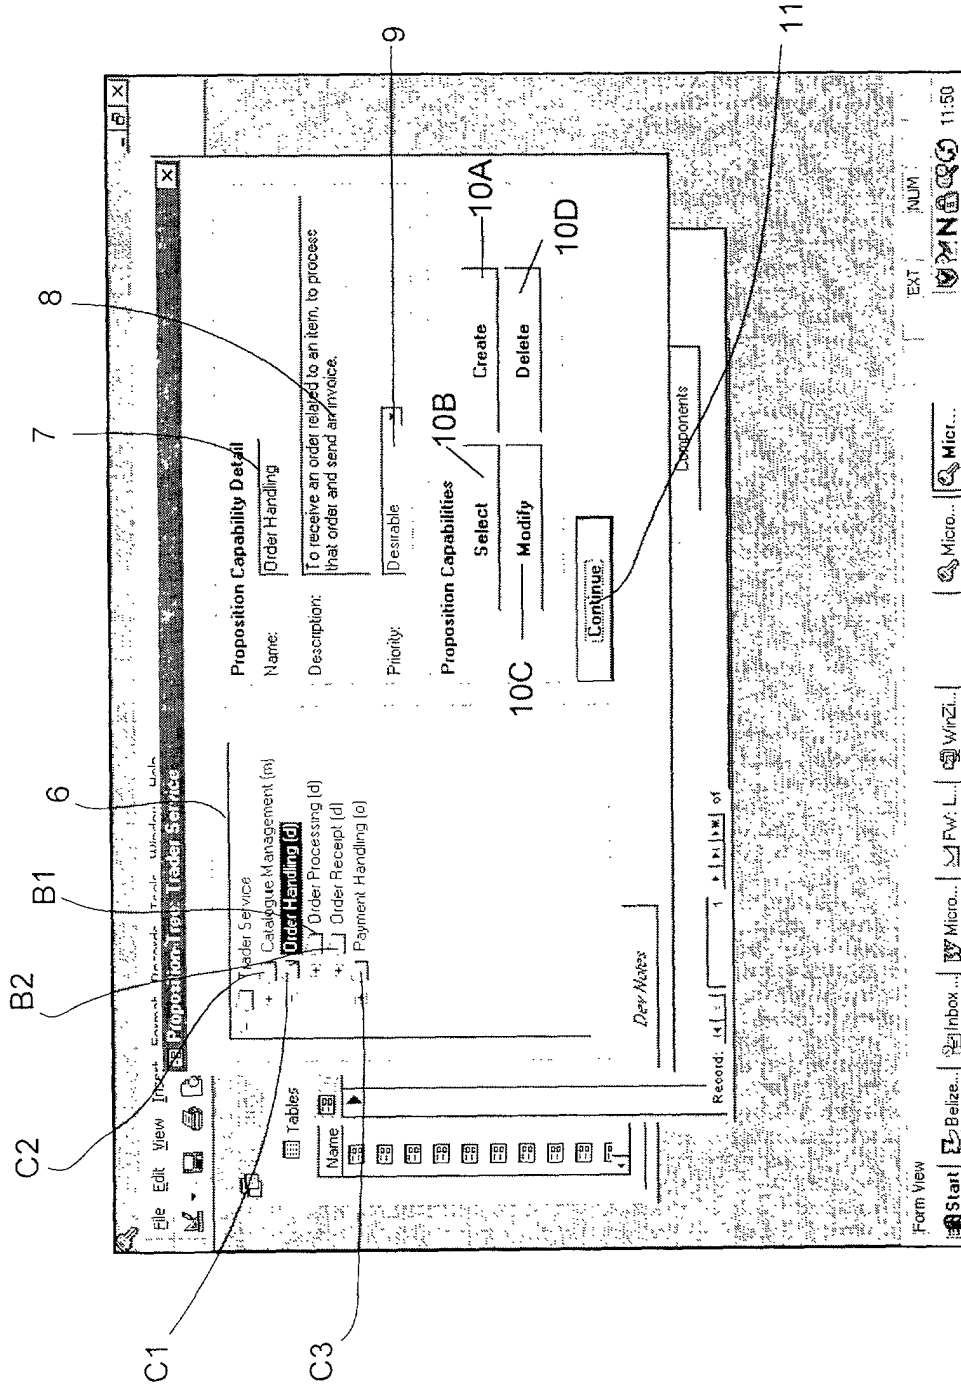 File Edit View Insert Format Records Tools Window Help
Proposition Tree: Trader Service
Tables
Name
Trader Service
Catalogue Management (m)
Order Handling (d)
Order Processing (d)
Order Receipt (d)
Payment Handling (o)
Proposition Capability Detail
Name:
Order Handling
Description:
To receive an order related to an item, to process
that order and send an invoice.
Priority:
Desirable
Proposition Capabilities
Select
Create
Modify
Delete
Continue
Components
Dev Notes
Record:
1
of
Form View
EXT
NUM
Start
Belize...
Inbox ...
Micro...
FW: L...
WinZi...
Micro...
Micr...
11:50
C1
C2
C3
B1
B2
6
7
8
9
10A
10B
10C
10D
11